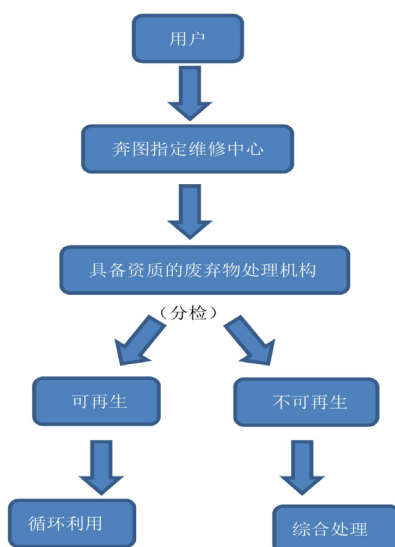 用户
奔图指定维修中心
具备资质的废弃物处理机构
（分检）
可再生
不可再生
循环利用
综合处理